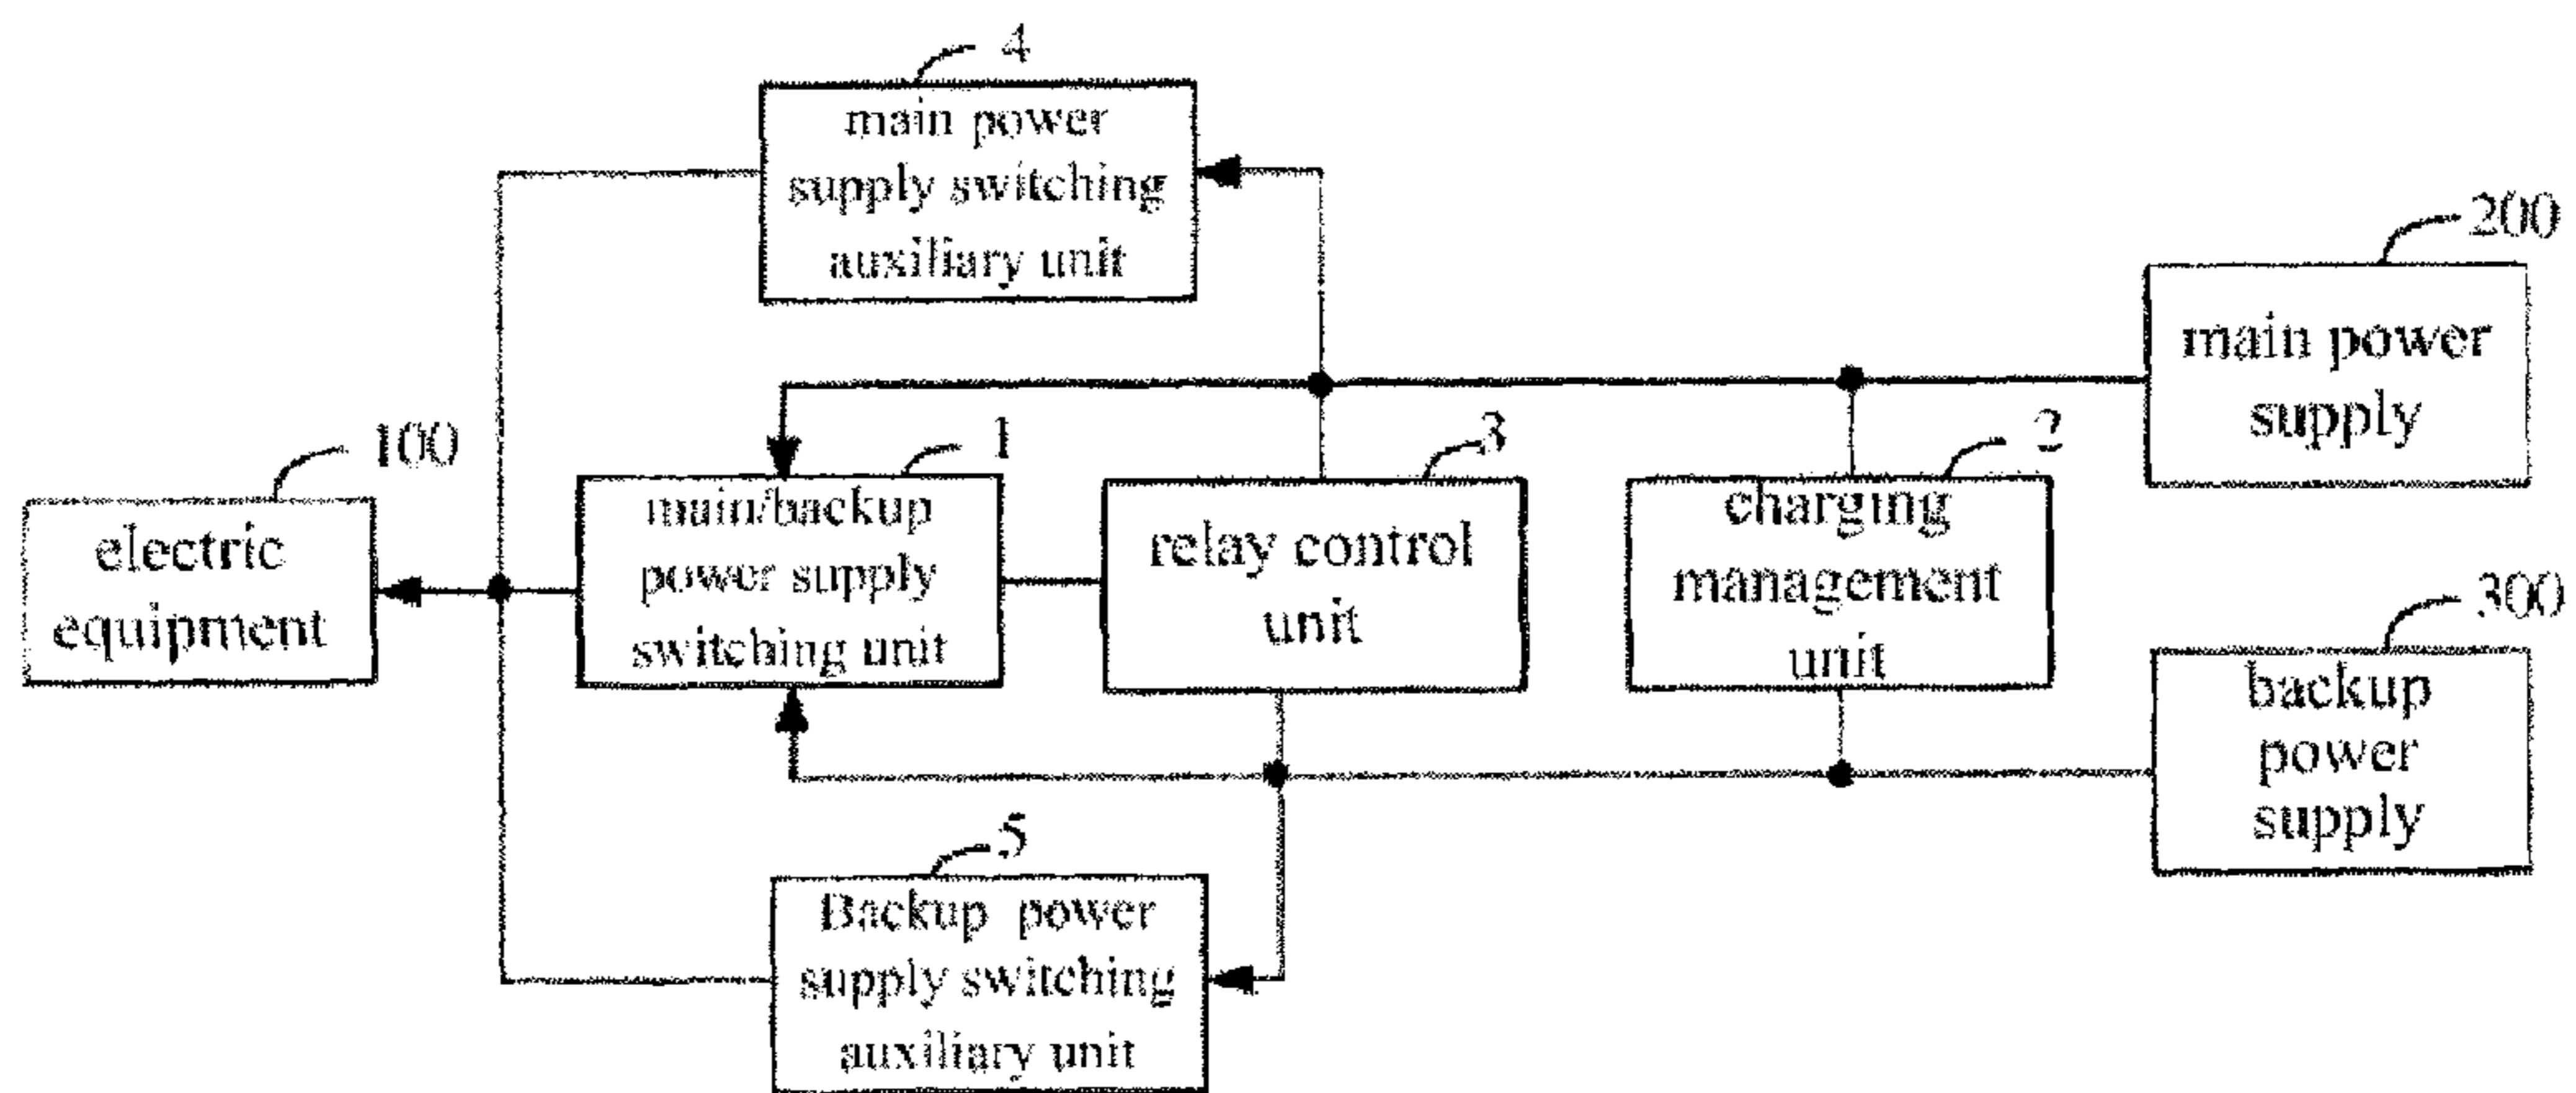 4
main power
supply switching
auxiliary unit
200
main power
supply
100
electric
equipment
1
main/backup
power supply
switching unit
3
relay control
unit
2
charging
management
unit
300
backup
power
supply
5
Backup power
supply switching
auxiliary unit